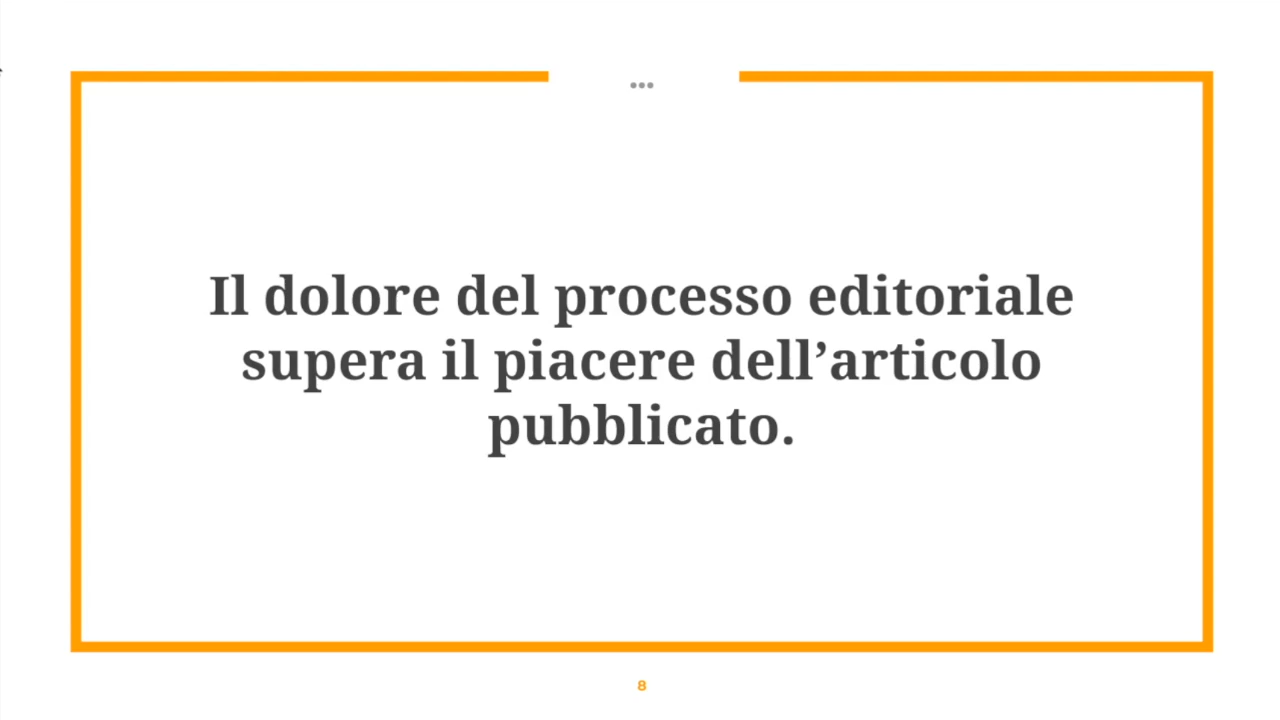 •••
Il dolore del processo editoriale
supera il piacere dell’articolo
pubblicato.
8